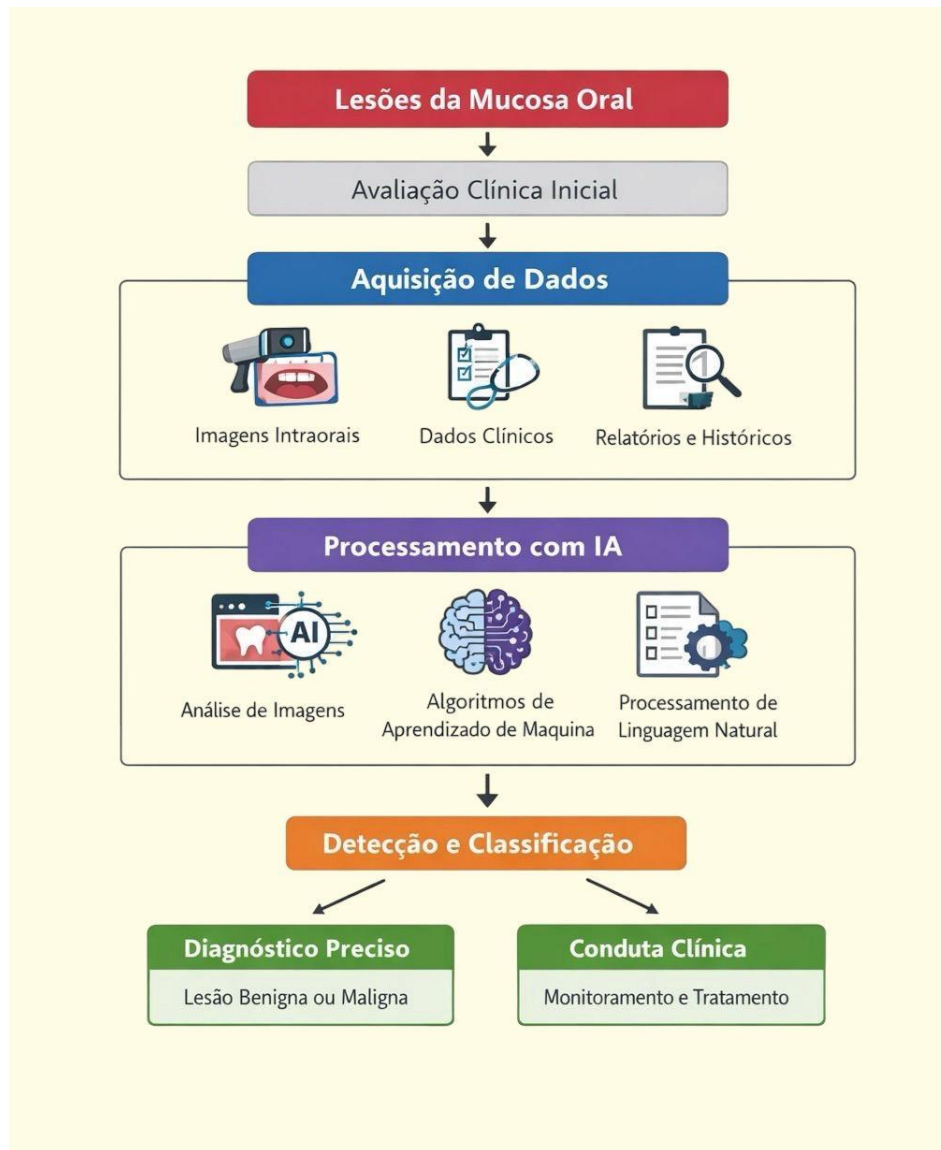 Lesões da Mucosa Oral
Avaliação Clínica Inicial
Aquisição de Dados
Imagens Intraorais
Dados Clínicos
Relatórios e Históricos
Processamento com IA
AI
Análise de Imagens
Algoritmos de
Aprendizado de Maquina
Processamento de
Linguagem Natural
Detecção e Classificação
Diagnóstico Preciso
Lesão Benigna ou Maligna
Conduta Clínica
Monitoramento e Tratamento